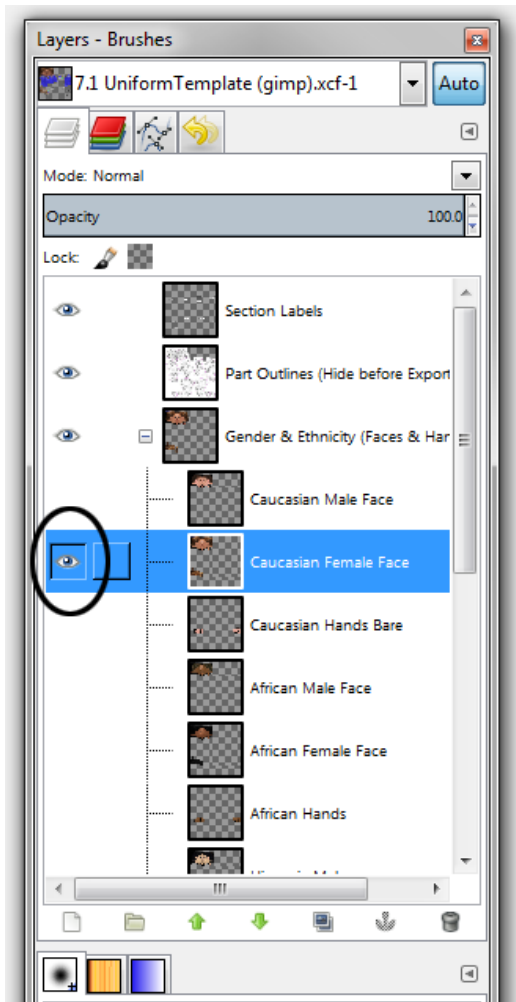 Layers - Brushes
7.1 UniformTemplate (gimp).xcf-1
Auto
Mode: Normal
Opacity 100.0
Lock:
Section Labels
Part Outlines (Hide before Export
Gender & Ethnicity (Faces & Har
Caucasian Male Face
Caucasian Female Face
Caucasian Hands Bare
African Male Face
African Female Face
African Hands